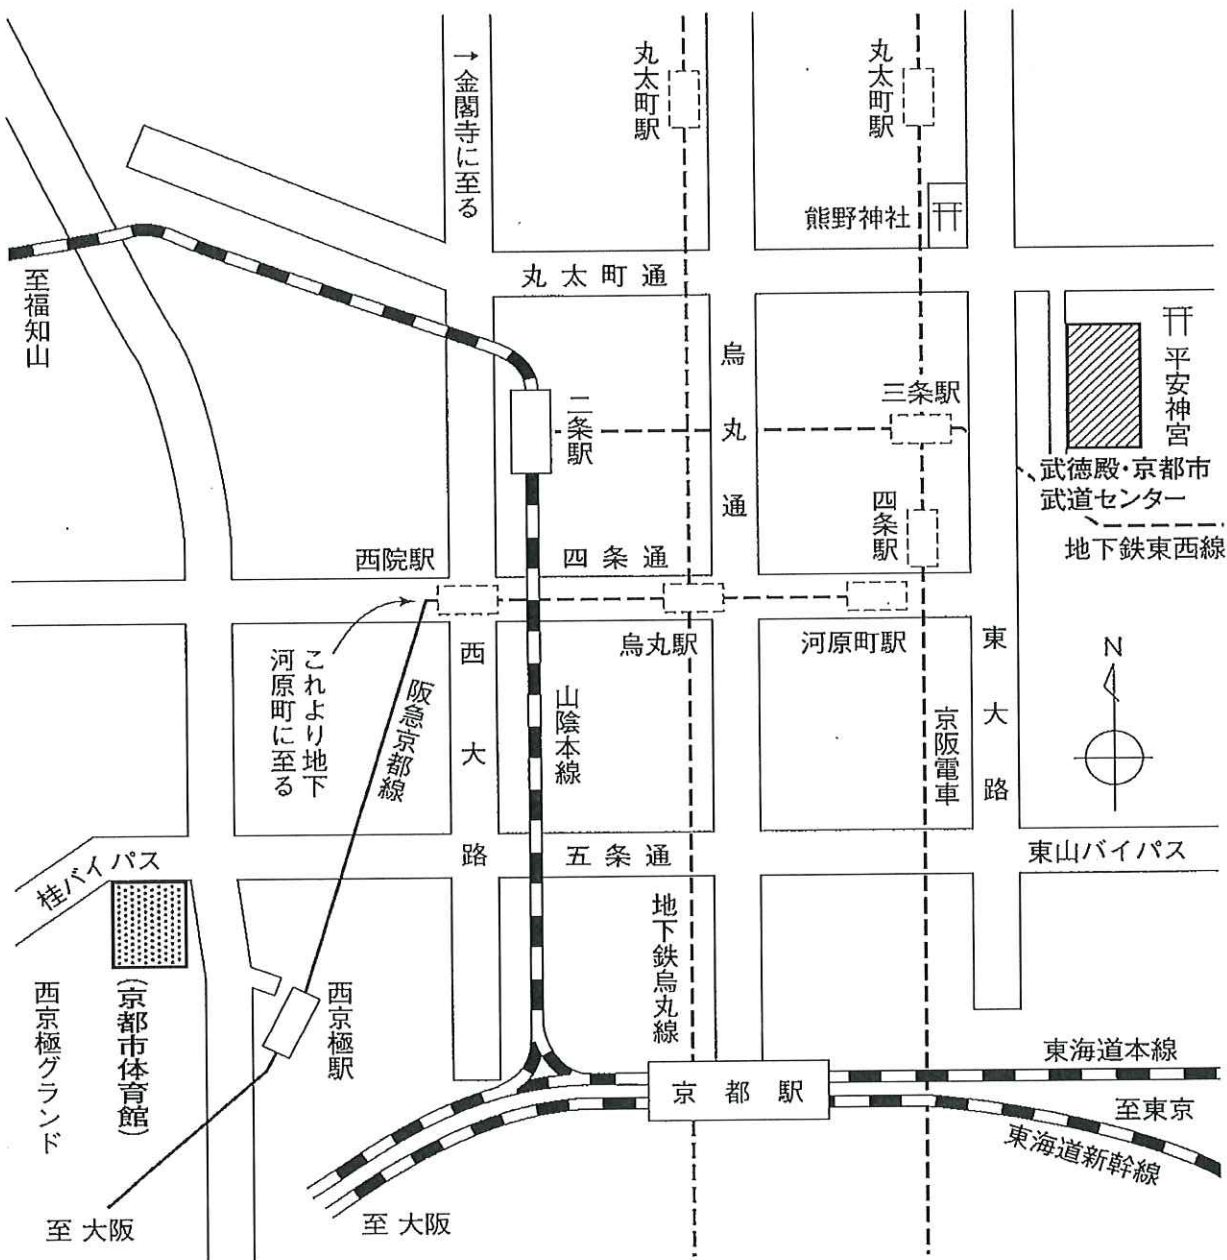 →金閣寺に至る
丸太町駅
丸太町駅
熊野神社
至福知山
丸太町通
烏丸通
二条駅
三条駅
平安神宮
武徳殿・京都市
武道センター
地下鉄東西線
四条駅
西院駅
四条通
烏丸駅
河原町駅
これより地下
河原町に至る
阪急京都線
西大路
山陰本線
京阪電車
東大路
N
桂バイパス
五条通
東山バイパス
西京極グランド
(京都市体育館)
西京極駅
地下鉄烏丸線
京都駅
東海道本線
至東京
東海道新幹線
至 大阪
至 大阪